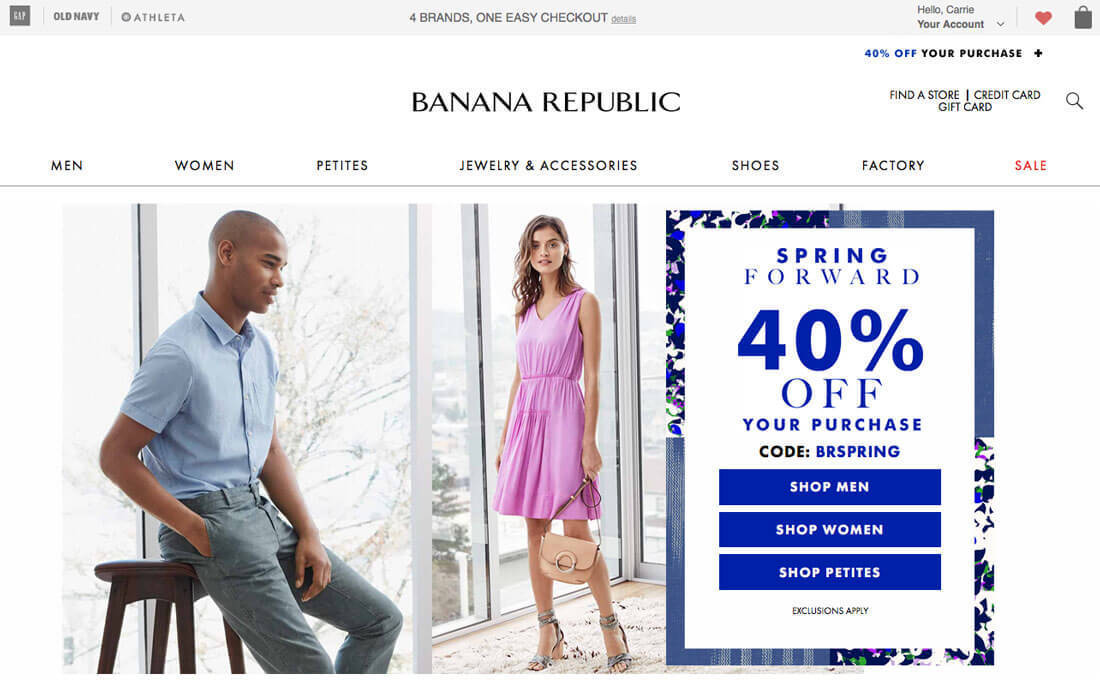 GAP
OLD NAVY
ATHLETA
4 BRANDS, ONE EASY CHECKOUT details
Hello, Carrie
Your Account
40% OFF YOUR PURCHASE +
BANANA REPUBLIC
FIND A STORE | CREDIT CARD
GIFT CARD
MEN
WOMEN
PETITES
JEWELRY & ACCESSORIES
SHOES
FACTORY
SALE
SPRING
FORWARD
40%
OFF
YOUR PURCHASE
CODE: BRSPRING
SHOP MEN
SHOP WOMEN
SHOP PETITES
EXCLUSIONS APPLY